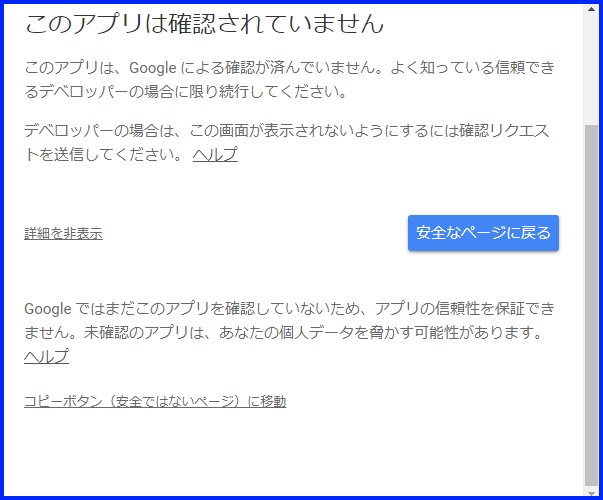 このアプリは確認されていません
このアプリは、Google による確認が済んでいません。よく知っている信頼でき
るデベロッパーの場合に限り続行してください。
デベロッパーの場合は、この画面が表示されないようにするには確認リクエス
トを送信してください。 ヘルプ
詳細を非表示
安全なページに戻る
Google ではまだこのアプリを確認していないため、アプリの信頼性を保証でき
ません。未確認のアプリは、あなたの個人データを脅かす可能性があります。
ヘルプ
コピーボタン（安全ではないページ）に移動